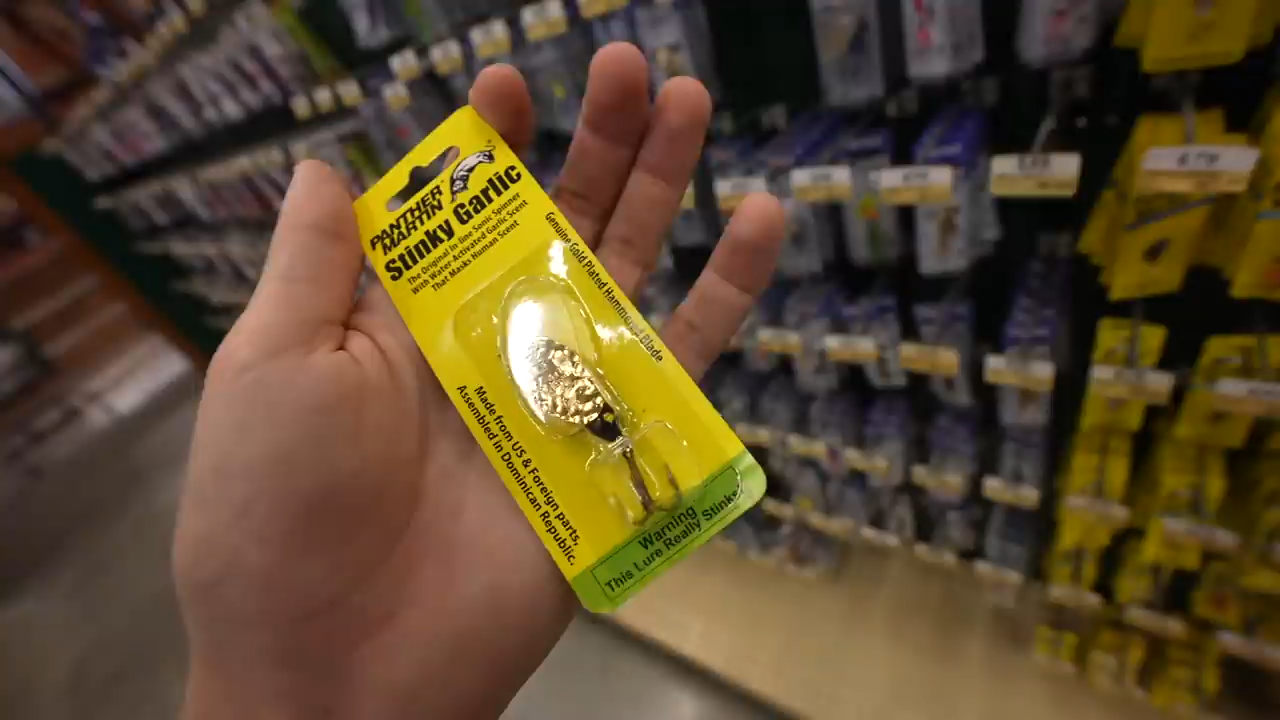 PANTHER
MARTIN
®
Stinky Garlic
The Original In-line Sonic Spinner
With Water-Activated Garlic Scent
That Masks Human Scent
Genuine Gold Plated Hammered Blade
Made from US & Foreign parts,
Assembled in Dominican Republic.
Warning
This Lure Really Stinks